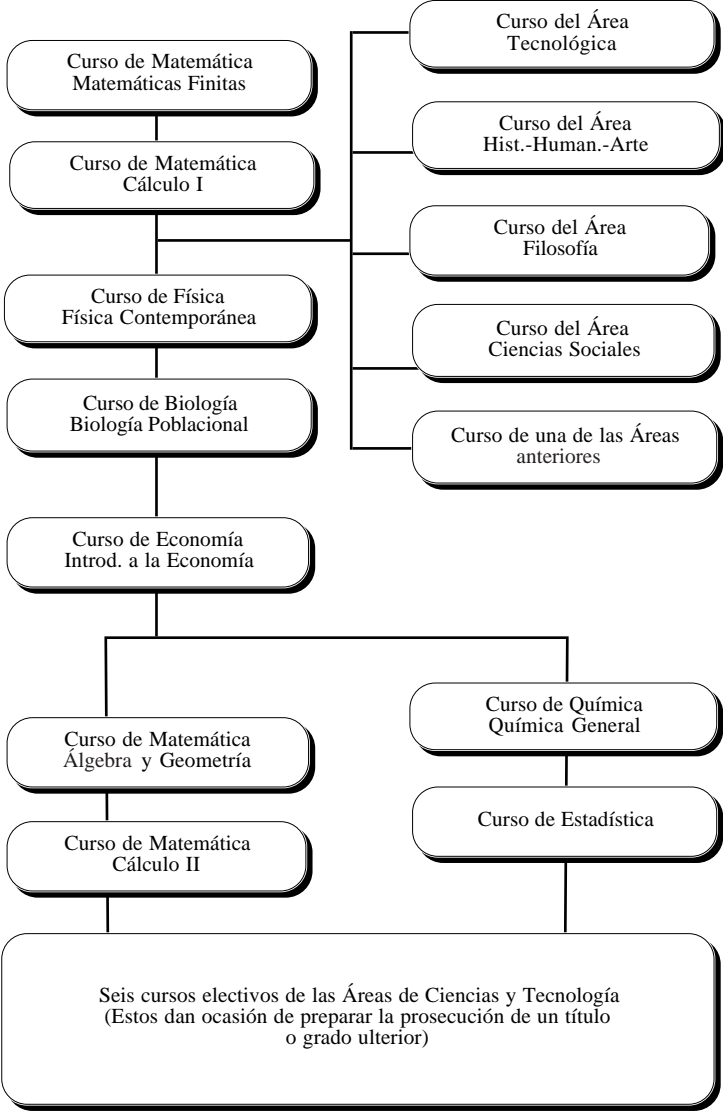 Curso de Matemática
Matemáticas Finitas
Curso de Matemática
Cálculo I
Curso de Física
Física Contemporánea
Curso de Biología
Biología Poblacional
Curso de Economía
Introd. a la Economía
Curso del Área
Tecnológica
Curso del Área
Hist.-Human.-Arte
Curso del Área
Filosofía
Curso del Área
Ciencias Sociales
Curso de una de las Áreas
anteriores
Curso de Matemática
Álgebra y Geometría
Curso de Matemática
Cálculo II
Curso de Química
Química General
Curso de Estadística
Seis cursos electivos de las Áreas de Ciencias y Tecnología
(Estos dan ocasión de preparar la prosecución de un título
o grado ulterior)